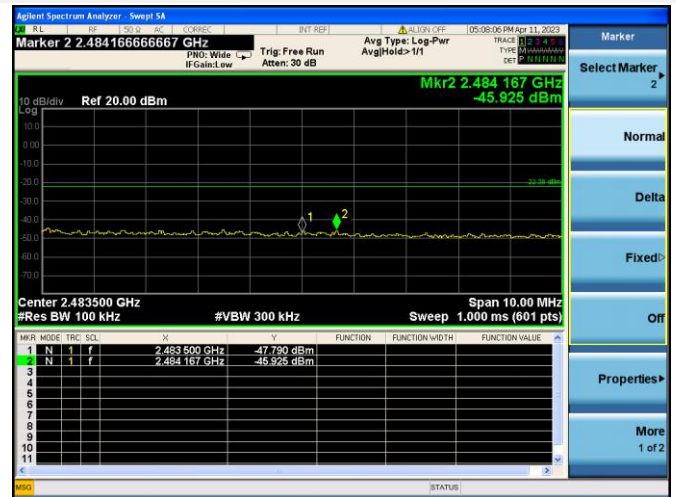 Agilent Spectrum Analyzer - Swept SA
RL RF 50 Ω AC CORREC INT REF ALIGN OFF 05:08:06 PM Apr 11, 2023
Marker 2 2.484166666667 GHz
PNO: Wide Trig: Free Run Avg Type: Log-Pwr TRACE 1 2 3 4 5 6
IFGain:Low Atten: 30 dB Avg|Hold:> 1/1 TYPE M
DET P N N N N N
Mkr2 2.484 167 GHz
-45.925 dBm
10 dB/div Ref 20.00 dBm
Log
10.0
0.00
-10.0
-20.0
-22.39 dBm
-30.0
-40.0
1
2
-50.0
-60.0
-70.0
Center 2.483500 GHz Span 10.00 MHz
#Res BW 100 kHz #VBW 300 kHz Sweep 1.000 ms (601 pts)
MKR MODE TRC SCL X Y FUNCTION FUNCTION WIDTH FUNCTION VALUE
1 N 1 f 2.483 500 GHz -47.790 dBm
2 N 1 f 2.484 167 GHz -45.925 dBm
3
4
5
6
7
8
9
10
11
MSG STATUS
Marker
Select Marker
2
Normal
Delta
Fixed
Off
Properties
More
1 of 2